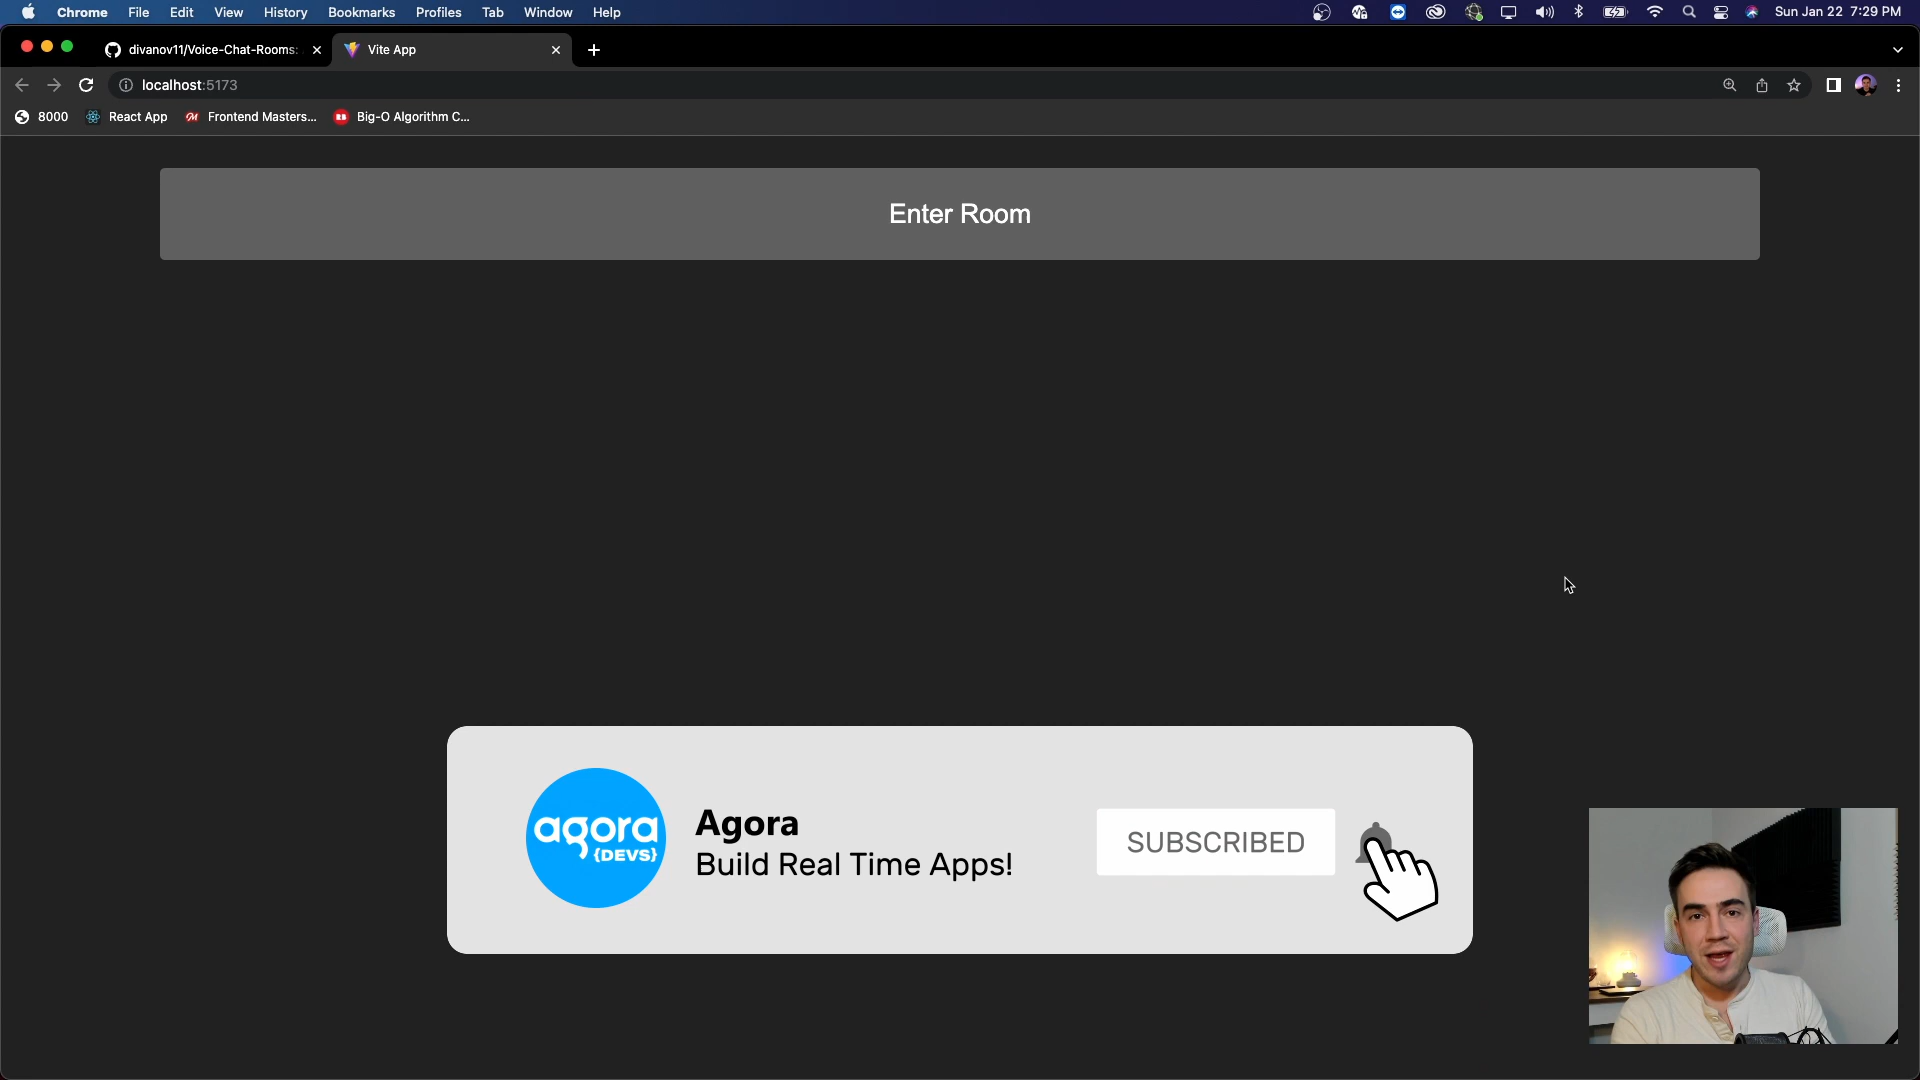 Chrome File Edit View History Bookmarks Profiles Tab Window Help Sun Jan 22 7:29 PM
divanov11/Voice-Chat-Rooms: Vite App
localhost:5173
8000 React App Frontend Masters... Big-O Algorithm C...
Enter Room
agora
{DEVS}
Agora
Build Real Time Apps!
SUBSCRIBED